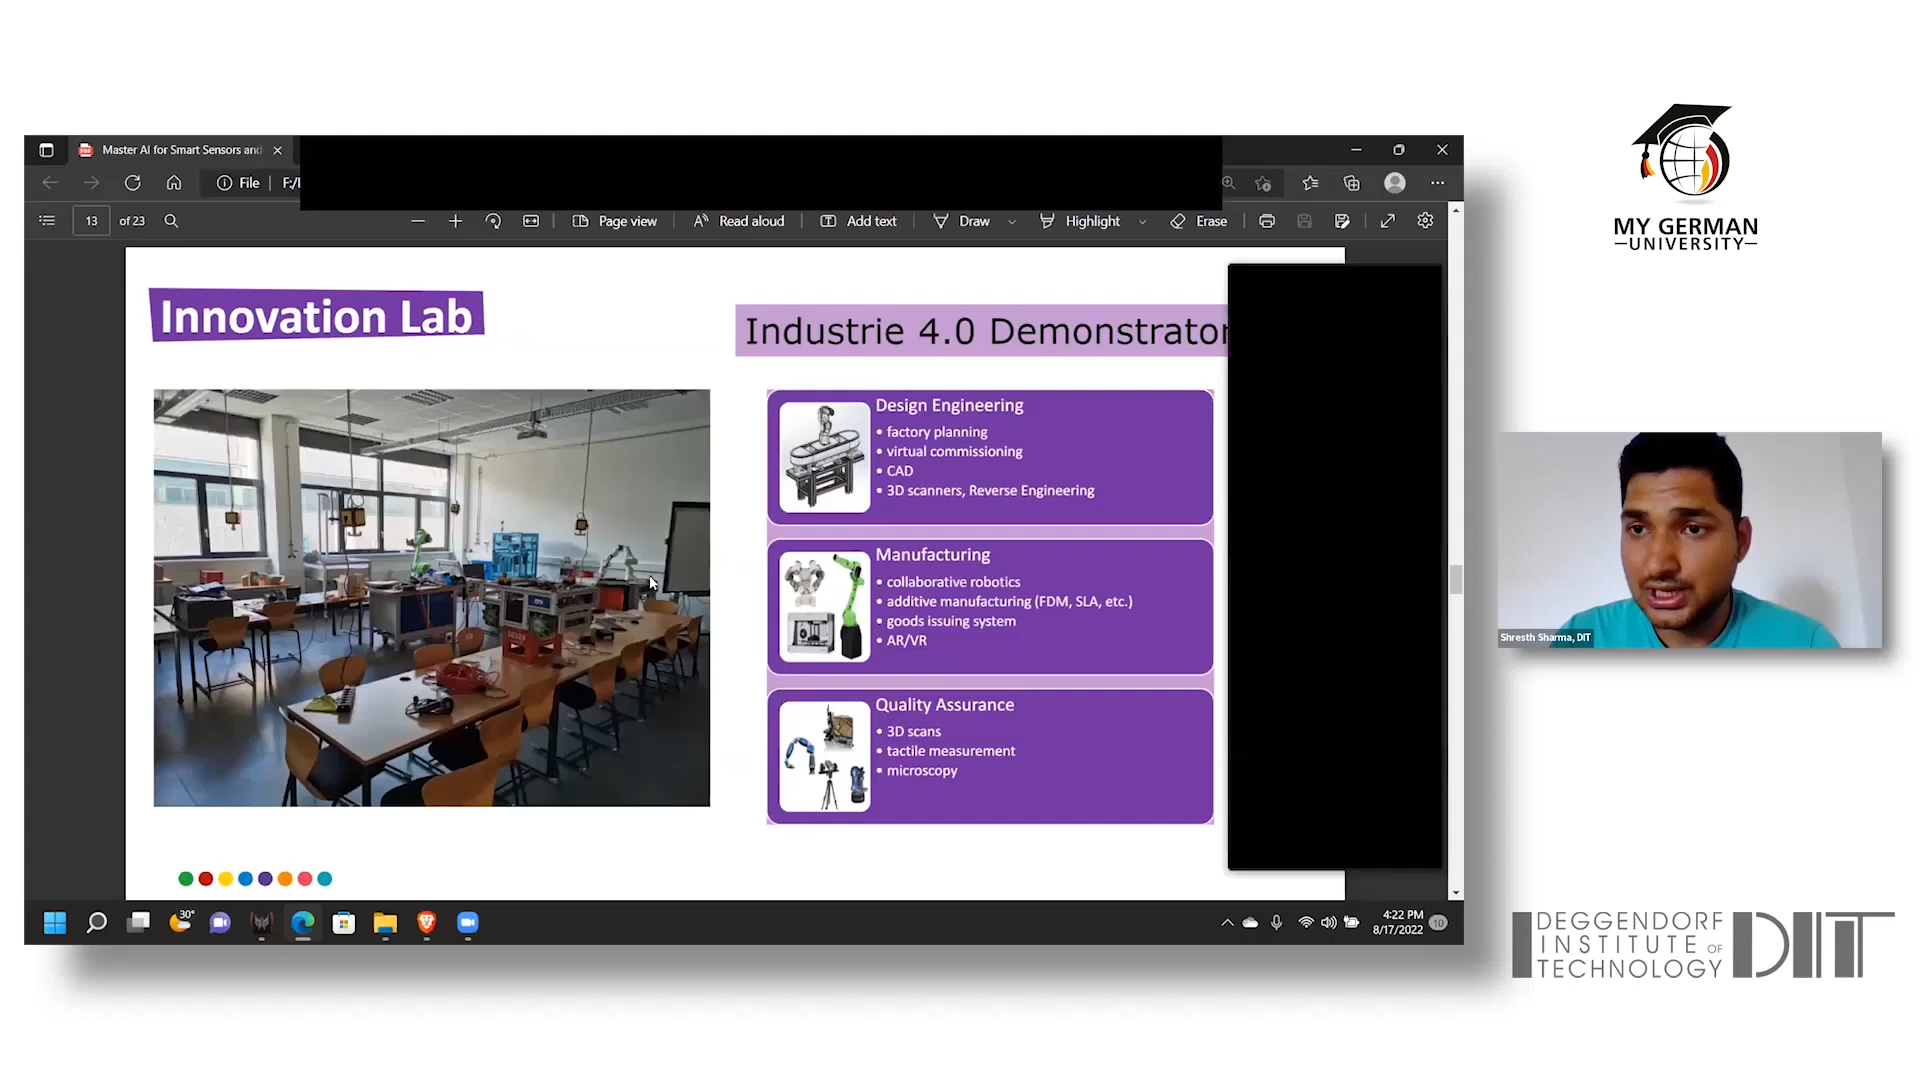 Master AI for Smart Sensors and
File
F:/
13 of 23
Page view
Read aloud
Add text
Draw
Highlight
Erase
Innovation Lab
Industrie 4.0 Demonstrator
Design Engineering
• factory planning
• virtual commissioning
• CAD
• 3D scanners, Reverse Engineering
Manufacturing
• collaborative robotics
• additive manufacturing (FDM, SLA, etc.)
• goods issuing system
• AR/VR
Quality Assurance
• 3D scans
• tactile measurement
• microscopy
30°
4:22 PM
8/17/2022
10
MY GERMAN
UNIVERSITY
Shresth Sharma, DIT
DEGGENDORF
INSTITUTE OF
TECHNOLOGY
DIT